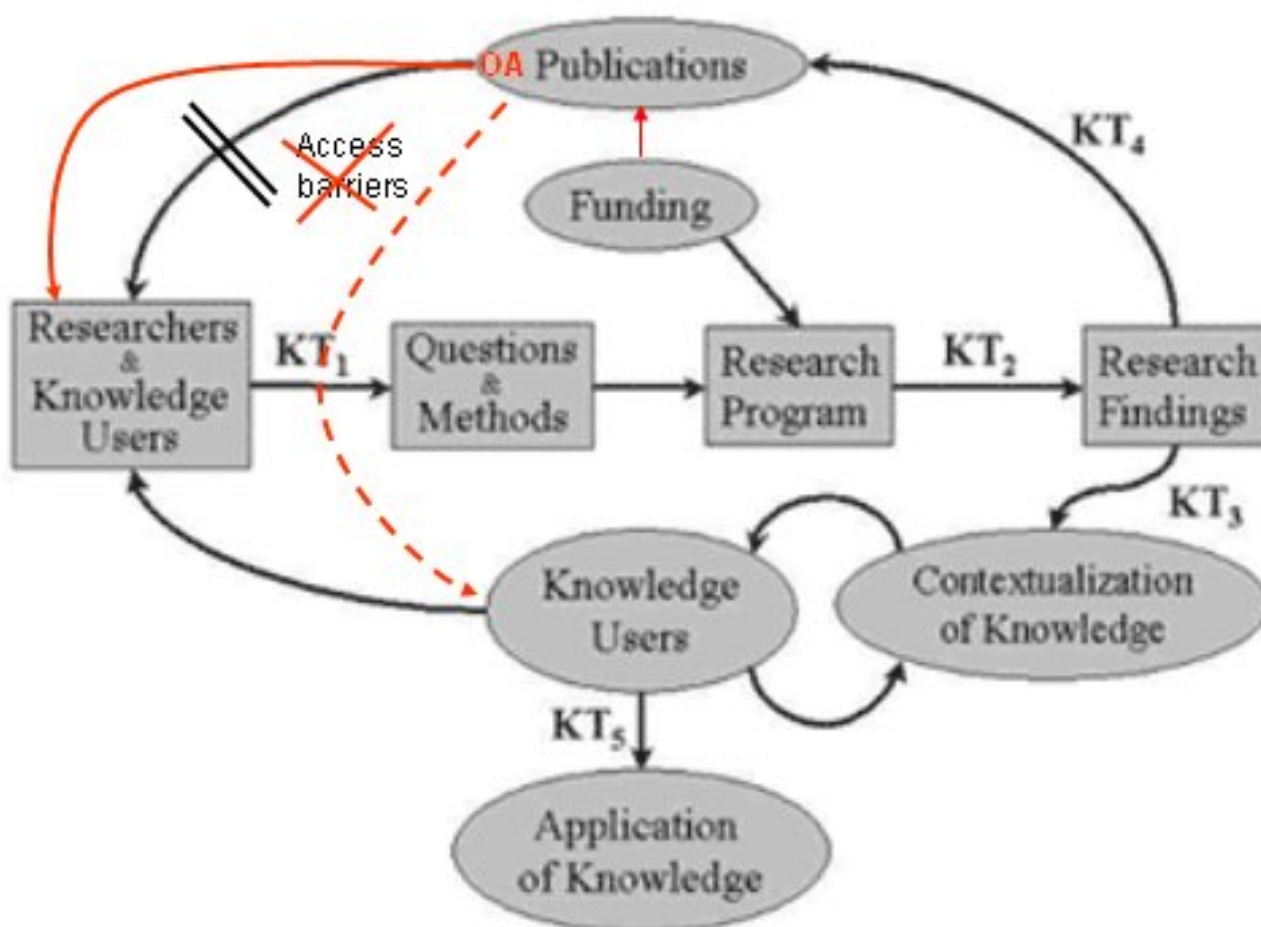 OA Publications
KT4
Access
barriers
Funding
Researchers
&
Knowledge
Users
KT1
Questions
&
Methods
Research
Program
KT2
Research
Findings
KT3
Knowledge
Users
Contextualization
of Knowledge
KT5
Application
of Knowledge